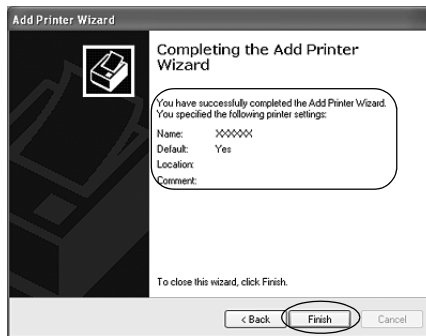 Add Printer Wizard
Completing the Add Printer
Wizard
You have successfully completed the Add Printer Wizard.
You specified the following printer settings:
Name: XXXXXX
Default: Yes
Location:
Comment:
To close this wizard, click Finish.
< Back Finish Cancel